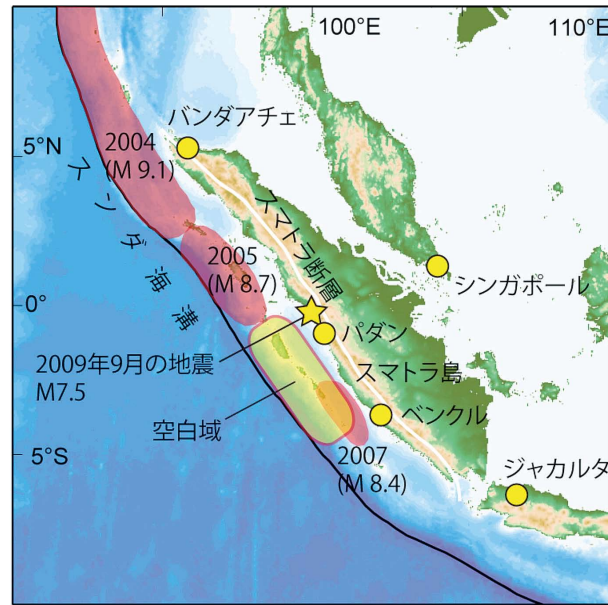 100°E
110°E
バンダアチェ
5°N
2004
(M 9.1)
スンダ海溝
スマトラ断層
2005
(M 8.7)
シンガポール
0°
パダン
2009年9月の地震
M7.5
スマトラ島
空白域
ベンクル
5°S
2007
(M 8.4)
ジャカルタ